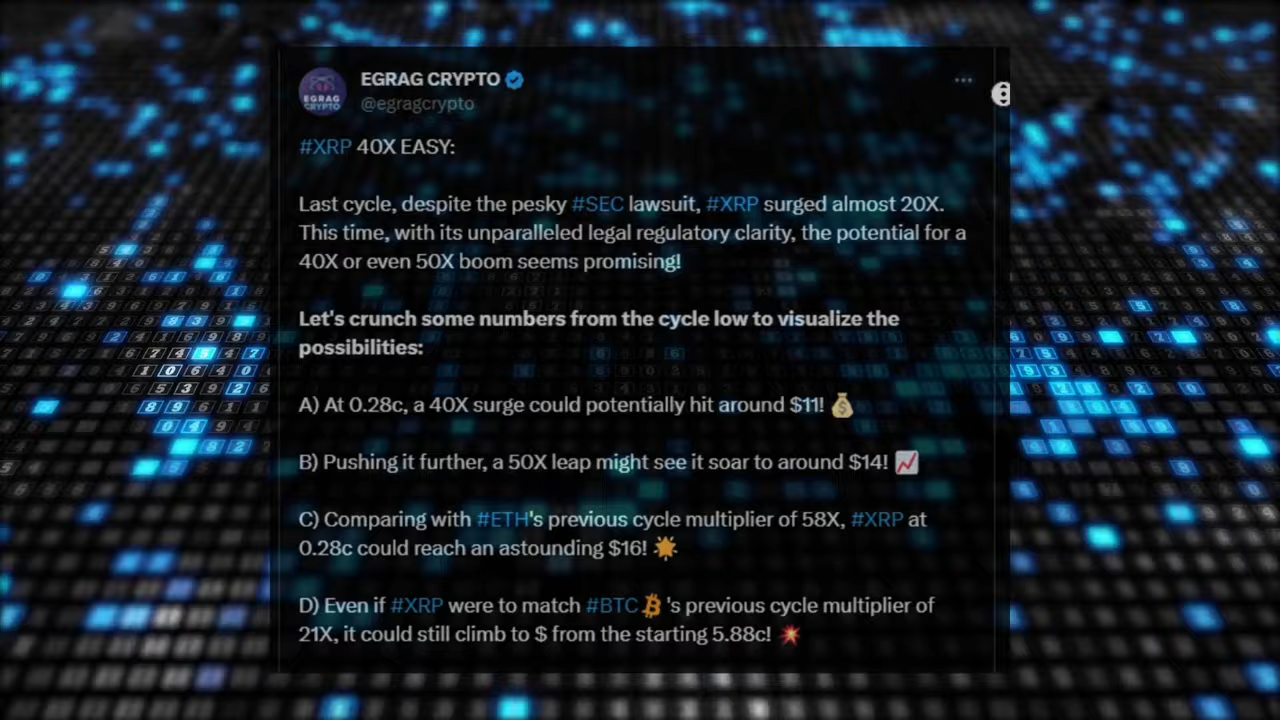 EGRAG CRYPTO
@egragcrypto
EGRAG
CRYPTO
#XRP 40X EASY:
Last cycle, despite the pesky #SEC lawsuit, #XRP surged almost 20X.
This time, with its unparalleled legal regulatory clarity, the potential for a
40X or even 50X boom seems promising!
Let's crunch some numbers from the cycle low to visualize the
possibilities:
A) At 0.28c, a 40X surge could potentially hit around $11! 💰
B) Pushing it further, a 50X leap might see it soar to around $14! 📈
C) Comparing with #ETH's previous cycle multiplier of 58X, #XRP at
0.28c could reach an astounding $16! 🌟
D) Even if #XRP were to match #BTC 's previous cycle multiplier of
21X, it could still climb to $ from the starting 5.88c! 💥